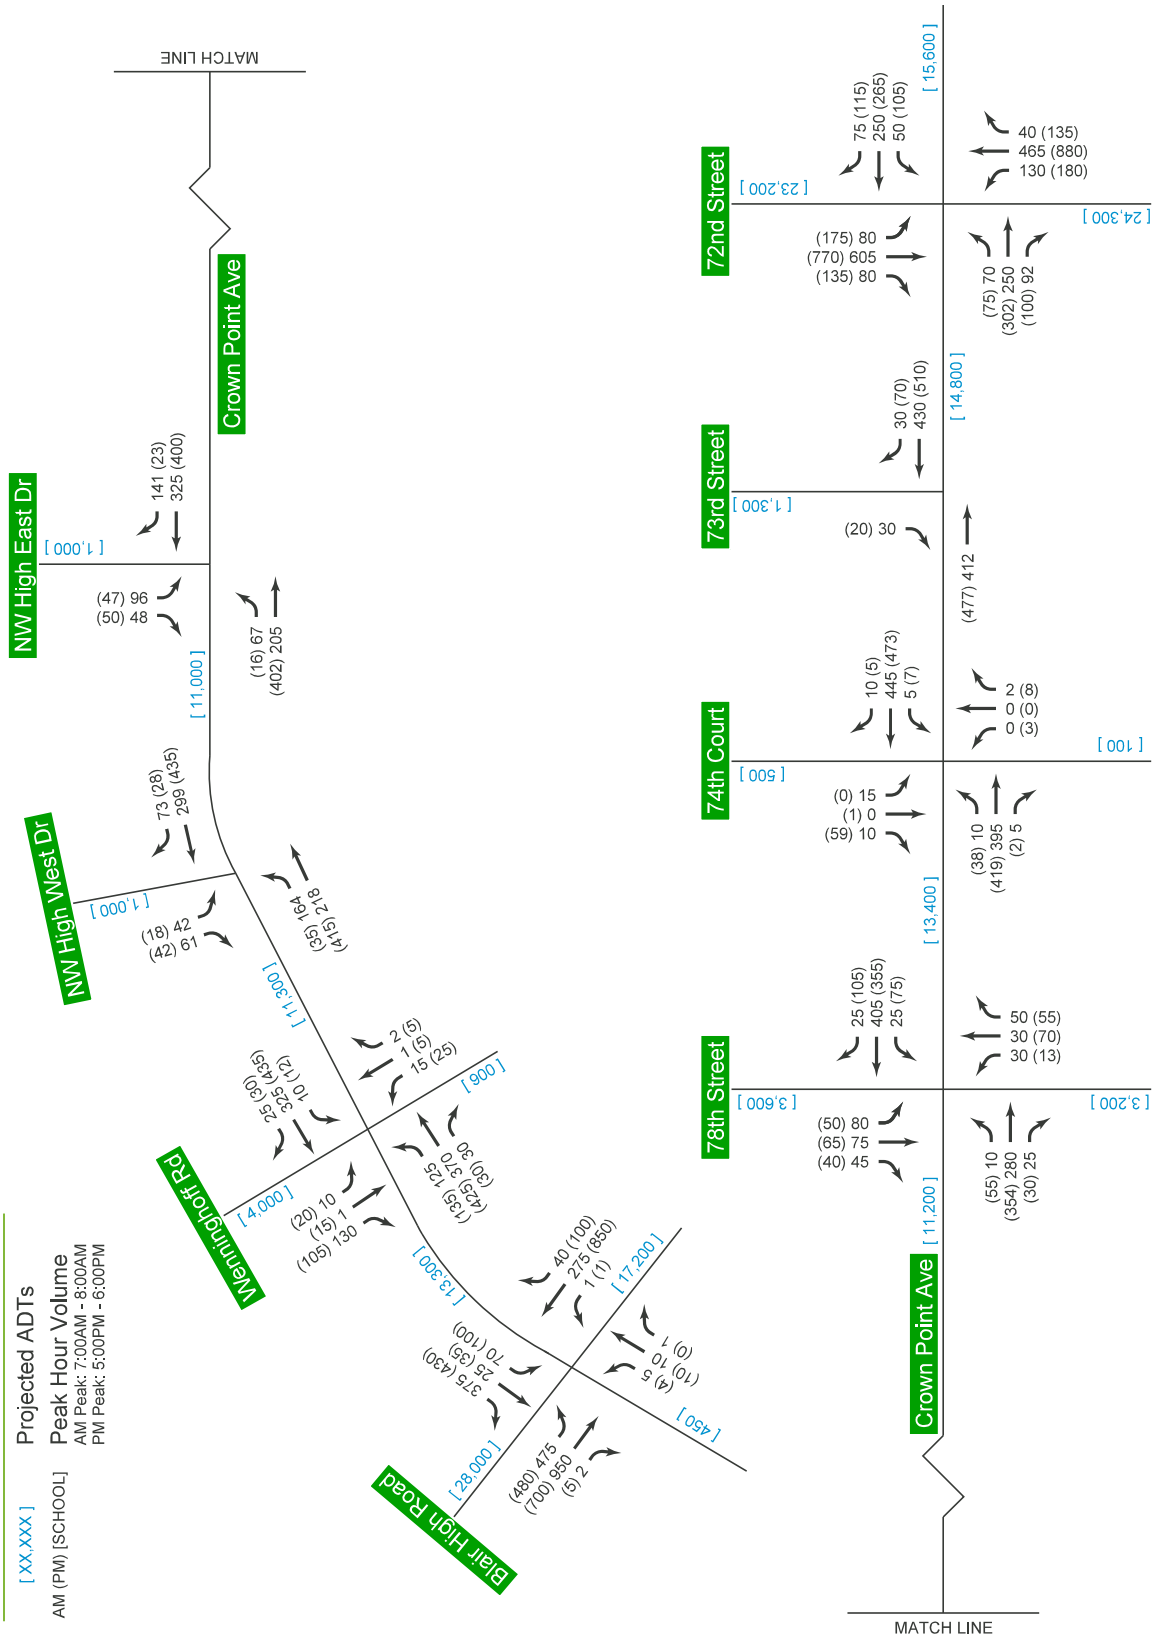 [ XX,XXX ]
Projected ADTs
AM (PM) [SCHOOL]
Peak Hour Volume
AM Peak: 7:00AM - 8:00AM
PM Peak: 5:00PM - 6:00PM
MATCH LINE
Crown Point Ave
NW High East Dr
[ 1,000 ]
141 (23)
325 (400)
(47) 96
(50) 48
(16) 67
(402) 205
[ 11,000 ]
NW High West Dr
[ 1,000 ]
73 (28)
299 (435)
(18) 42
(42) 61
(35) 164
(415) 218
[ 11,300 ]
Wenninghoff Rd
[ 4,000 ]
25 (30)
325 (435)
10 (12)
2 (5)
1 (5)
15 (25)
[ 900 ]
(20) 10
(15) 1
(105) 130
(135) 125
(425) 370
(30) 30
[ 13,300 ]
Blair High Road
[ 28,000 ]
375 (430)
25 (35)
70 (100)
40 (100)
275 (850)
1 (1)
[ 17,200 ]
(480) 475
(700) 950
(5) 2
(4) 5
(10) 10
(0) 1
[ 450 ]
72nd Street
[ 23,200 ]
75 (115)
250 (265)
50 (105)
[ 15,600 ]
40 (135)
465 (880)
130 (180)
[ 24,300 ]
(175) 80
(770) 605
(135) 80
(75) 70
(302) 250
(100) 92
[ 14,800 ]
73rd Street
[ 1,300 ]
30 (70)
430 (510)
(20) 30
(477) 412
74th Court
[ 500 ]
10 (5)
445 (473)
5 (7)
2 (8)
0 (0)
0 (3)
[ 100 ]
(0) 15
(1) 0
(59) 10
(38) 10
(419) 395
(2) 5
[ 13,400 ]
78th Street
[ 3,600 ]
25 (105)
405 (355)
25 (75)
50 (55)
30 (70)
30 (13)
[ 3,200 ]
(50) 80
(65) 75
(40) 45
(55) 10
(354) 280
(30) 25
[ 11,200 ]
Crown Point Ave
MATCH LINE